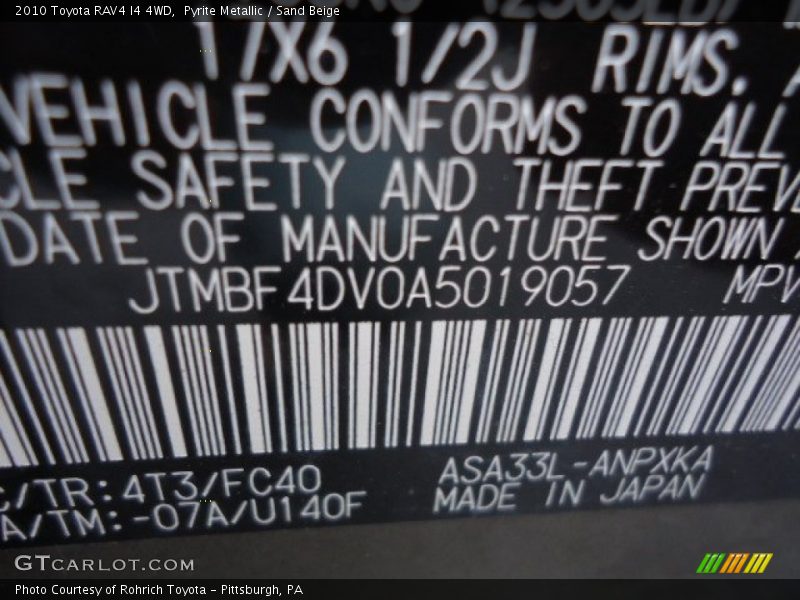 2010 Toyota RAV4 I4 4WD, Pyrite Metallic / Sand Beige
17X6 1/2J RIMS.
VEHICLE CONFORMS TO ALL
CLE SAFETY AND THEFT PREVE
DATE OF MANUFACTURE SHOWN A
JTMBF4DV0A5019057 MPV
C/TR: 4T3/FC40 ASA33L-ANPXKA
A/TM: -07A/U140F MADE IN JAPAN
GTCARLOT.COM
Photo Courtesy of Rohrich Toyota - Pittsburgh, PA